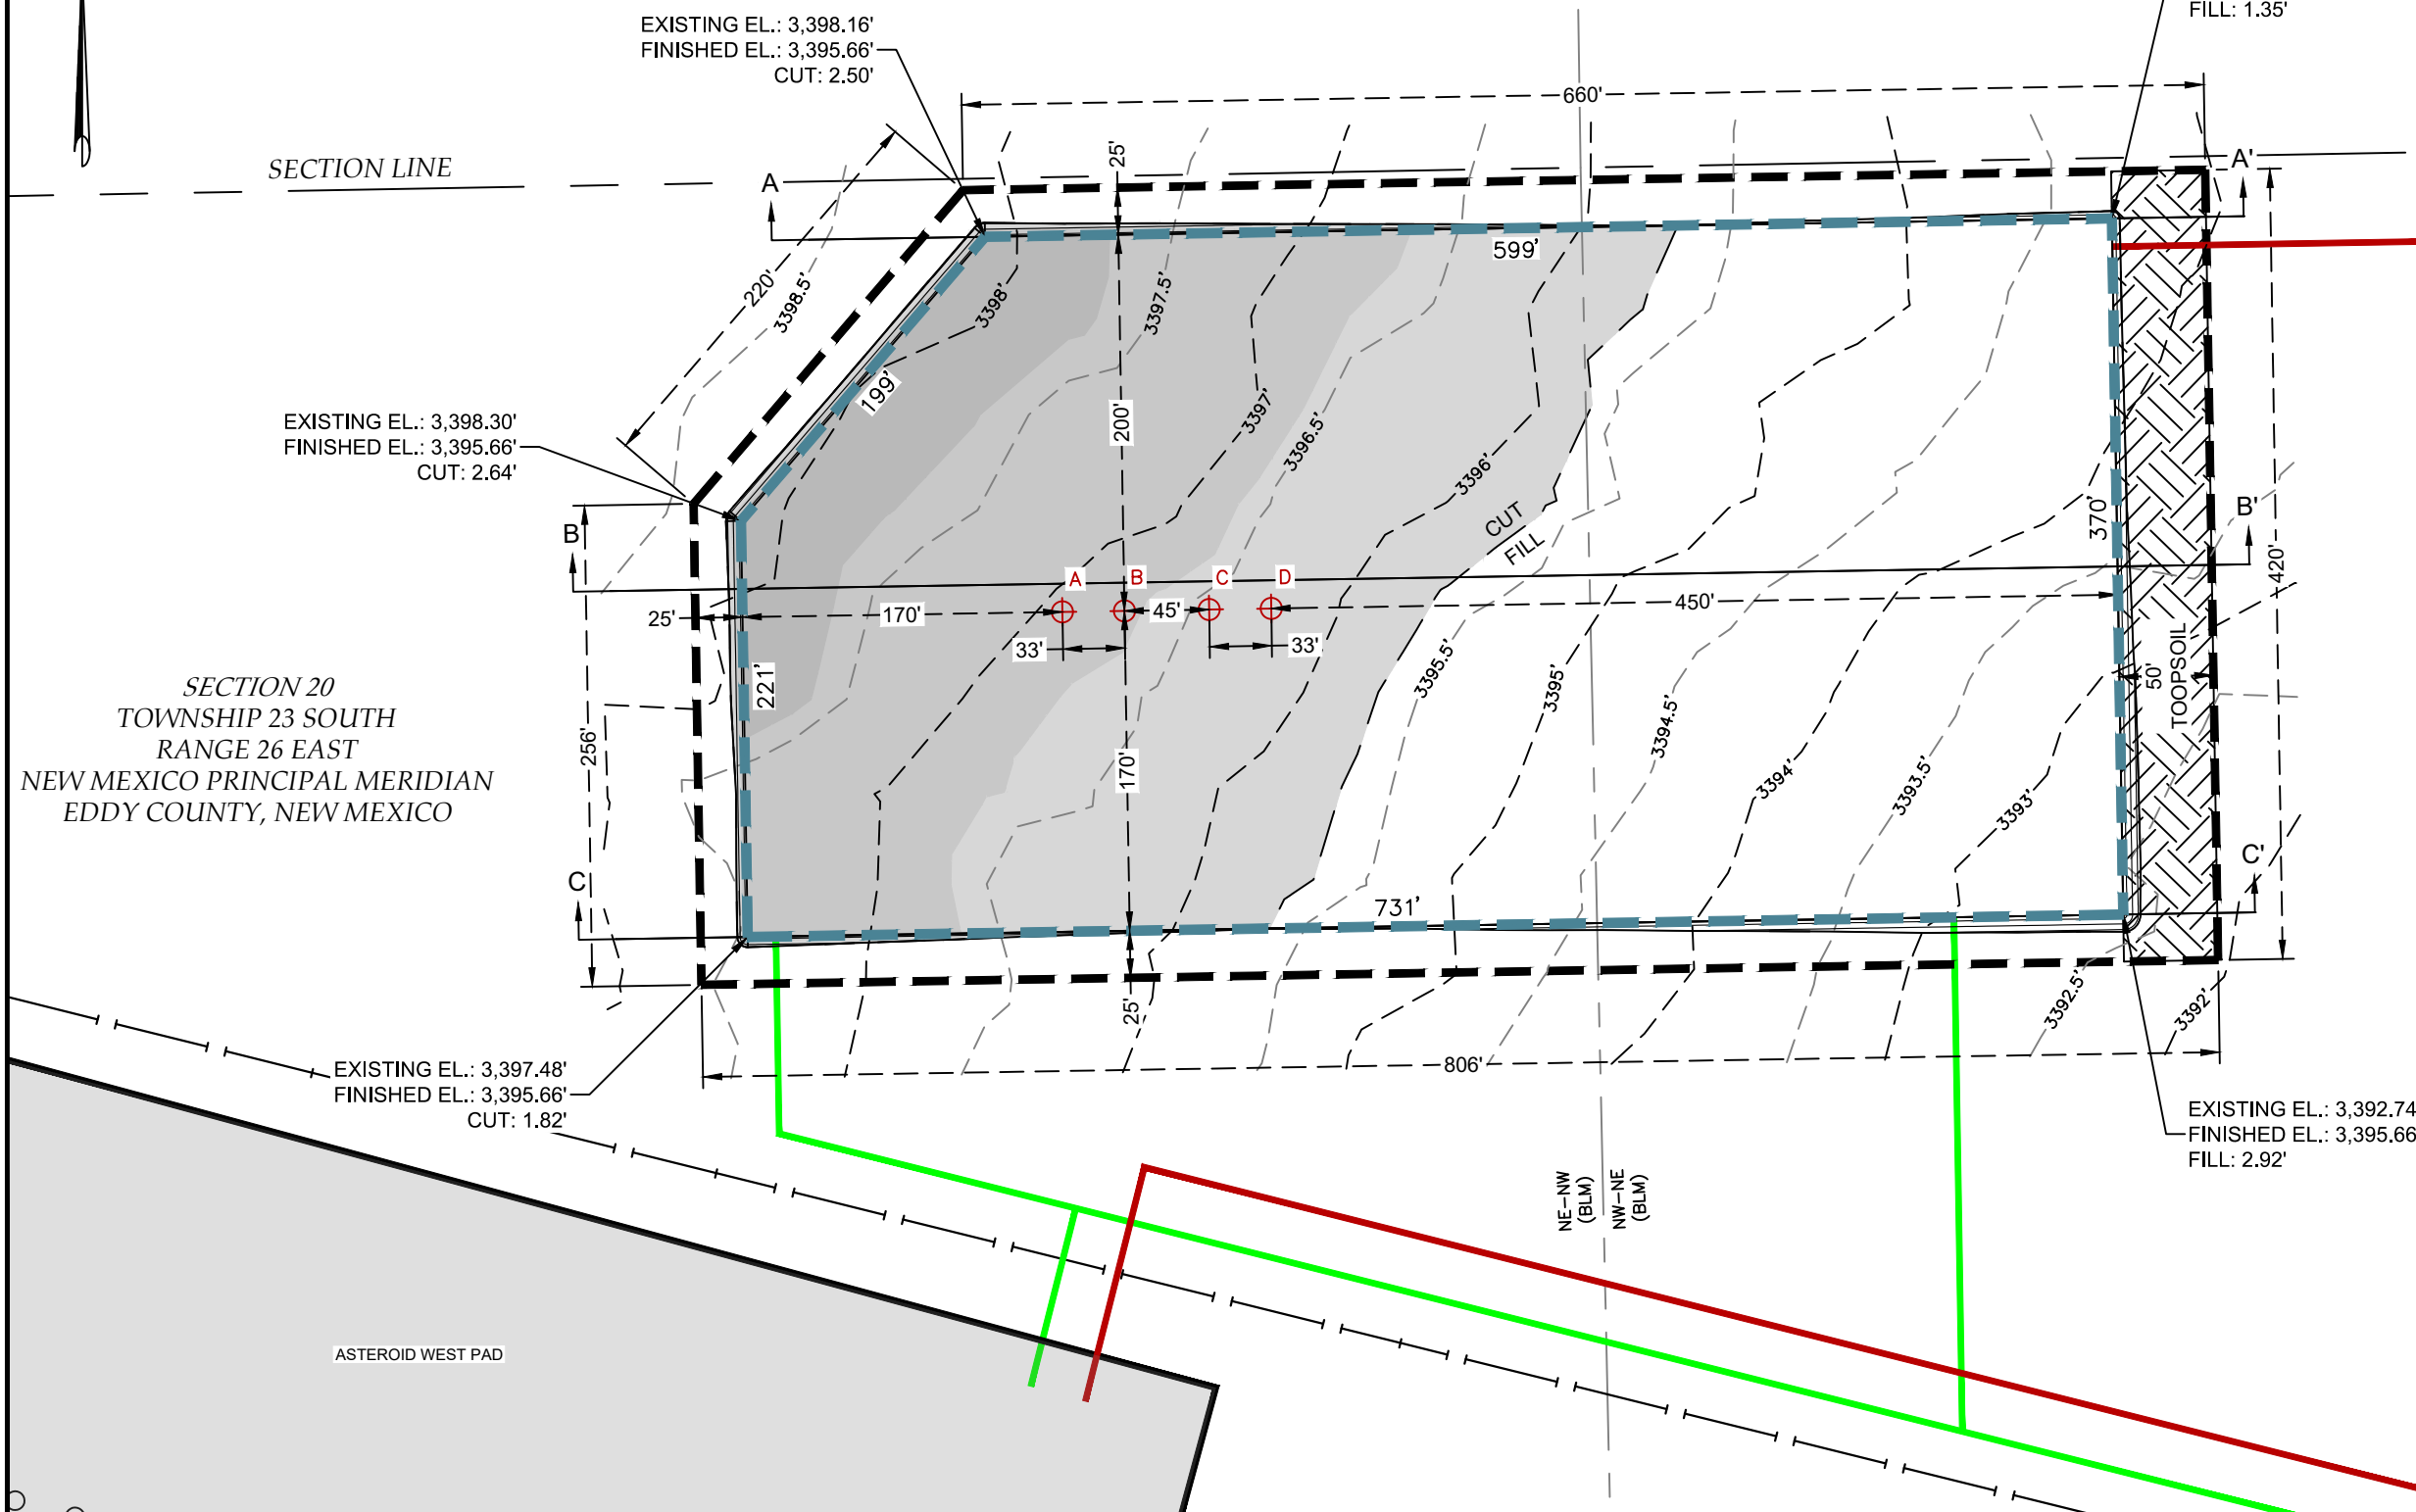 EXISTING EL.: 3,398.16'
FINISHED EL.: 3,395.66'
CUT: 2.50'
FILL: 1.35'
660'
SECTION LINE
A
25'
A'
220'
3398.5'
3398'
3397.5'
599'
199'
200'
3397'
3396.5'
3396'
EXISTING EL.: 3,398.30'
FINISHED EL.: 3,395.66'
CUT: 2.64'
CUT
FILL
370'
B
B'
A
B
C
D
420'
25'
170'
45'
450'
33'
33'
221'
3395.5'
3395'
3394.5'
50'
TOOPSOIL
SECTION 20
TOWNSHIP 23 SOUTH
RANGE 26 EAST
NEW MEXICO PRINCIPAL MERIDIAN
EDDY COUNTY, NEW MEXICO
256'
170'
3394'
3393.5'
3393'
C
C'
731'
25'
3392.5'
3392'
806'
EXISTING EL.: 3,397.48'
FINISHED EL.: 3,395.66'
CUT: 1.82'
EXISTING EL.: 3,392.74
FINISHED EL.: 3,395.66
FILL: 2.92'
NE-NW
(BLM)
NW-NE
(BLM)
ASTEROID WEST PAD